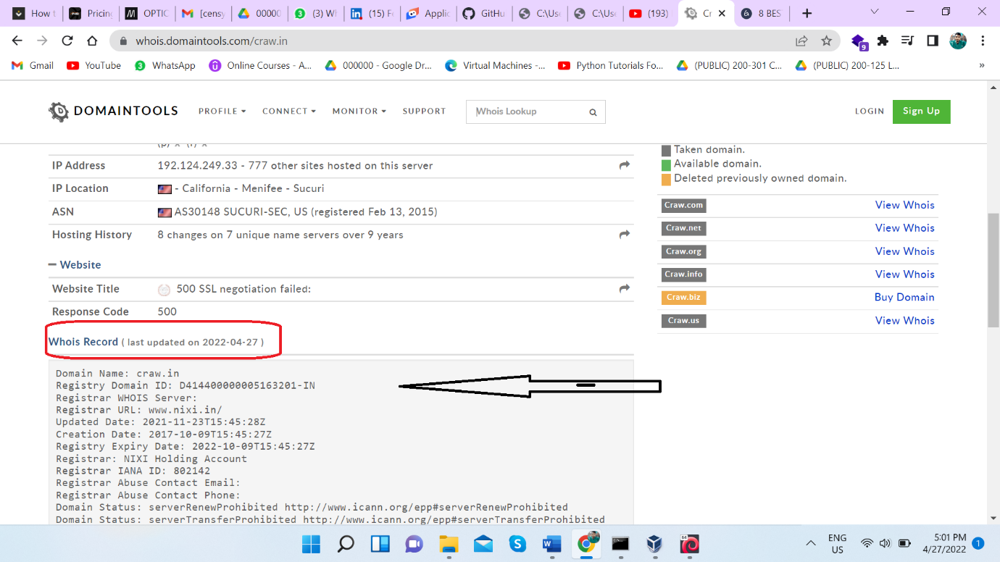 How t
Pricing
OPTIC
[censy
00000
(3) Wh
(15) Fe
Applic
GitHu
C:\Use
C:\Use
(193)
Cr
8 BES
whois.domaintools.com/craw.in
9
Gmail
YouTube
WhatsApp
Online Courses - A...
000000 - Google Dr...
Virtual Machines -...
Python Tutorials Fo...
(PUBLIC) 200-301 C...
(PUBLIC) 200-125 L...
»
DOMAINTOOLS
PROFILE
CONNECT
MONITOR
SUPPORT
Whois Lookup
LOGIN
Sign Up
IP Address 192.124.249.33 - 777 other sites hosted on this server
IP Location - California - Menifee - Sucuri
ASN AS30148 SUCURI-SEC, US (registered Feb 13, 2015)
Hosting History 8 changes on 7 unique name servers over 9 years
Website
Website Title 500 SSL negotiation failed:
Response Code 500
Whois Record ( last updated on 2022-04-27 )
Domain Name: craw.in
Registry Domain ID: D414400000005163201-IN
Registrar WHOIS Server:
Registrar URL: www.nixi.in/
Updated Date: 2021-11-23T15:45:28Z
Creation Date: 2017-10-09T15:45:27Z
Registry Expiry Date: 2022-10-09T15:45:27Z
Registrar: NIXI Holding Account
Registrar IANA ID: 802142
Registrar Abuse Contact Email:
Registrar Abuse Contact Phone:
Domain Status: serverRenewProhibited http://www.icann.org/epp#serverRenewProhibited
Domain Status: serverTransferProhibited http://www.icann.org/epp#serverTransferProhibited
Taken domain.
Available domain.
Deleted previously owned domain.
Craw.com View Whois
Craw.net View Whois
Craw.org View Whois
Craw.info View Whois
Craw.biz Buy Domain
Craw.us View Whois
ENG
US
5:01 PM
4/27/2022
1